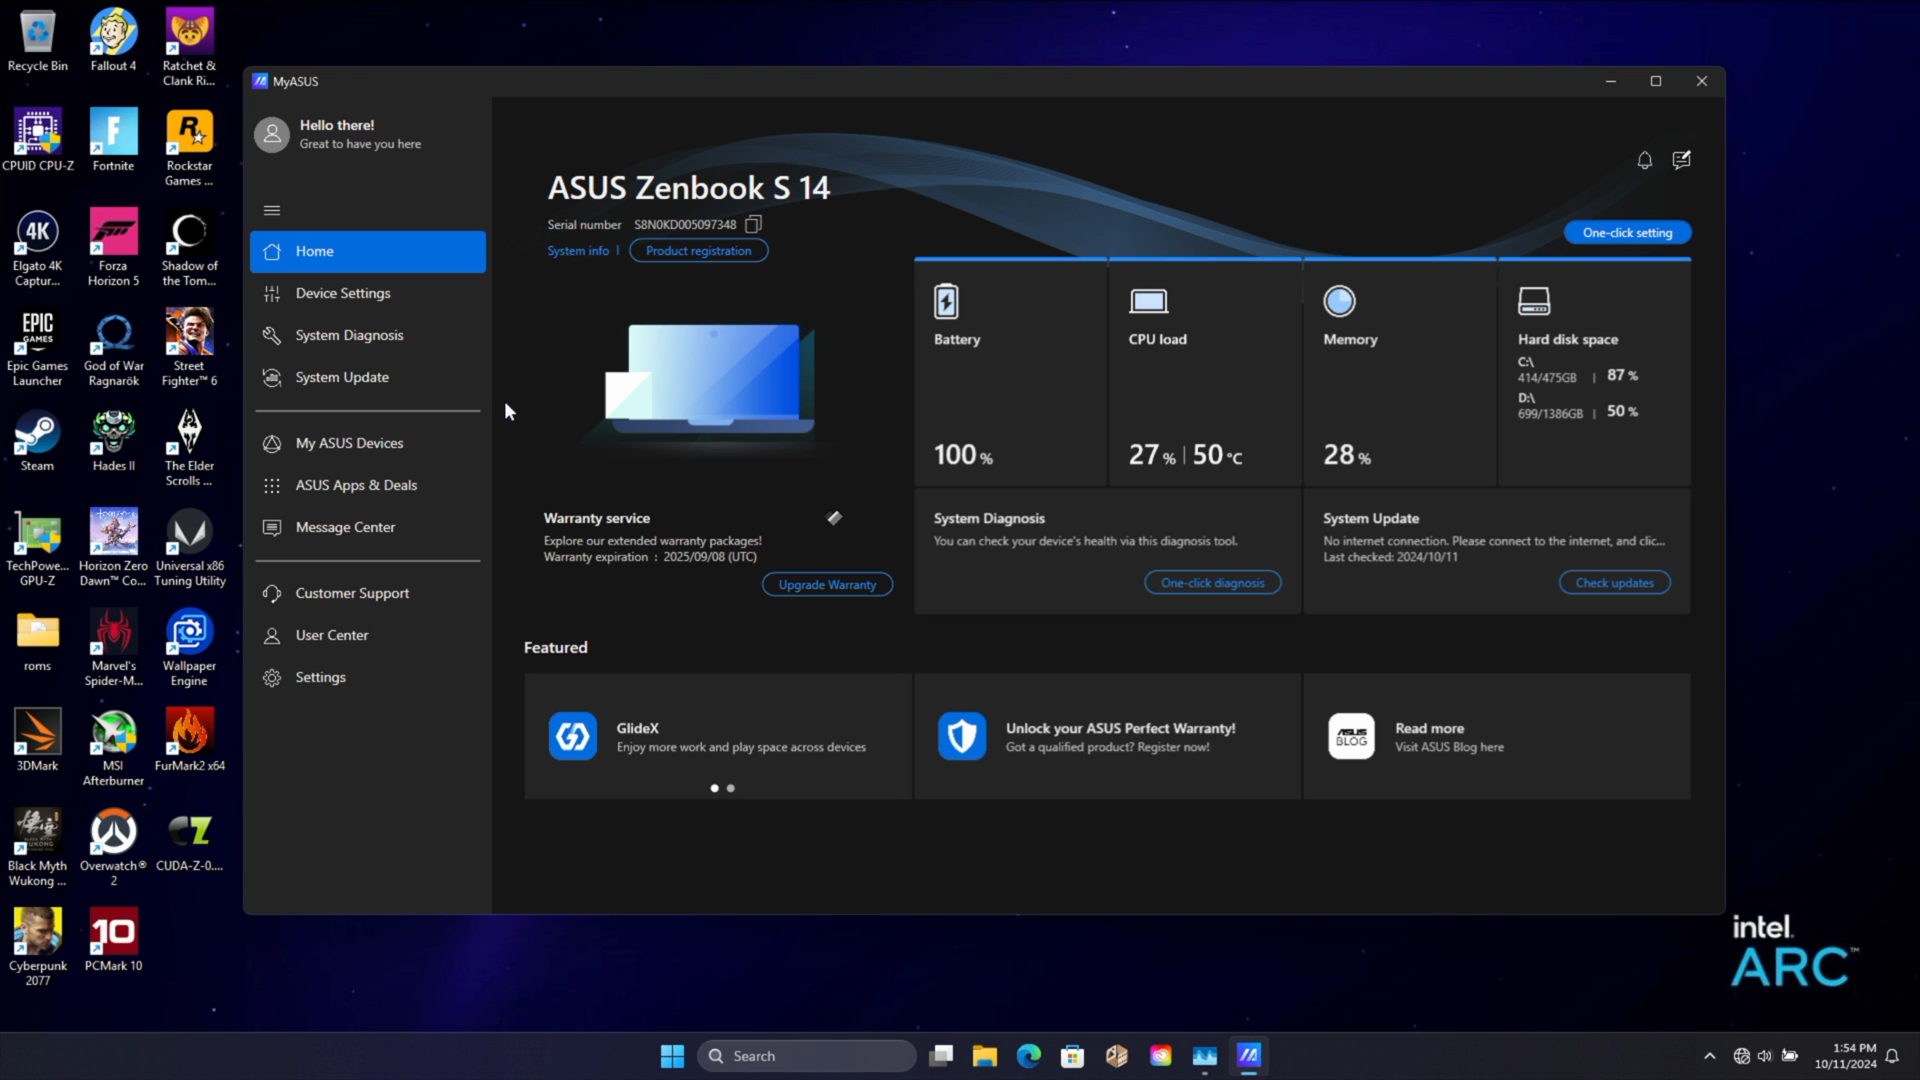 Recycle Bin
Fallout 4
Ratchet &
Clank Ri...
CPUID CPU-Z
Fortnite
Rockstar
Games ...
4K
Elgato 4K
Captur...
Forza
Horizon 5
Shadow of
the Tom...
EPIC
GAMES
Epic Games
Launcher
God of War
Ragnarök
Street
Fighter™ 6
Steam
Hades II
The Elder
Scrolls ...
TechPowe...
GPU-Z
Horizon Zero
Dawn™ Co...
Universal x86
Tuning Utility
roms
Marvel's
Spider-M...
Wallpaper
Engine
3DMark
MSI
Afterburner
FurMark2 x64
Black Myth
Wukong ...
Overwatch®
2
CZ
CUDA-Z-0....
Cyberpunk
2077
10
PCMark 10
MyASUS
Hello there!
Great to have you here
Home
Device Settings
System Diagnosis
System Update
My ASUS Devices
ASUS Apps & Deals
Message Center
Customer Support
User Center
Settings
ASUS Zenbook S 14
Serial number S8N0KD005097348
System info | Product registration
One-click setting
Battery
100 %
CPU load
27 % | 50 °C
Memory
28 %
Hard disk space
C:\
414/475GB | 87 %
D:\
699/1386GB | 50 %
Warranty service
Explore our extended warranty packages!
Warranty expiration : 2025/09/08 (UTC)
Upgrade Warranty
System Diagnosis
You can check your device's health via this diagnosis tool.
One-click diagnosis
System Update
No internet connection. Please connect to the internet, and clic...
Last checked: 2024/10/11
Check updates
Featured
GlideX
Enjoy more work and play space across devices
Unlock your ASUS Perfect Warranty!
Got a qualified product? Register now!
ASUS
BLOG
Read more
Visit ASUS Blog here
intel.
ARC™
Search
1:54 PM
10/11/2024